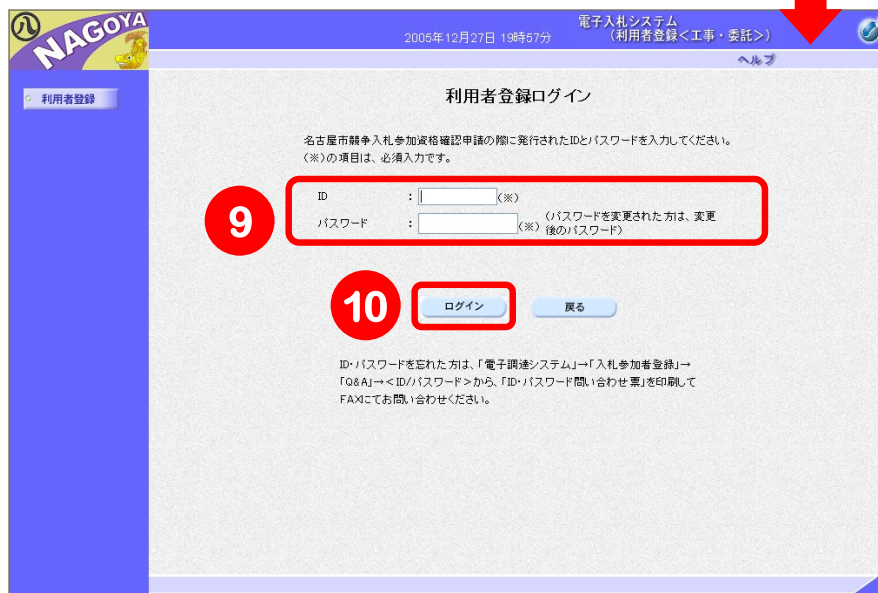 八
NAGOYA
2005年12月27日 19時57分
電子入札システム
(利用者登録<工事・委託>)
ヘルプ
利用者登録
利用者登録ログイン
名古屋市競争入札参加資格確認申請の際に発行されたIDとパスワードを入力してください。
(※)の項目は、必須入力です。
9
ID : (※)
パスワード : (※) (パスワードを変更された方は、変更
後のパスワード)
10
ログイン 戻る
ID・パスワードを忘れた方は、「電子調達システム」→「入札参加者登録」→
「Q&A」→<ID/パスワード>から、「ID・パスワード問い合わせ票」を印刷して
FAXにてお問い合わせください。